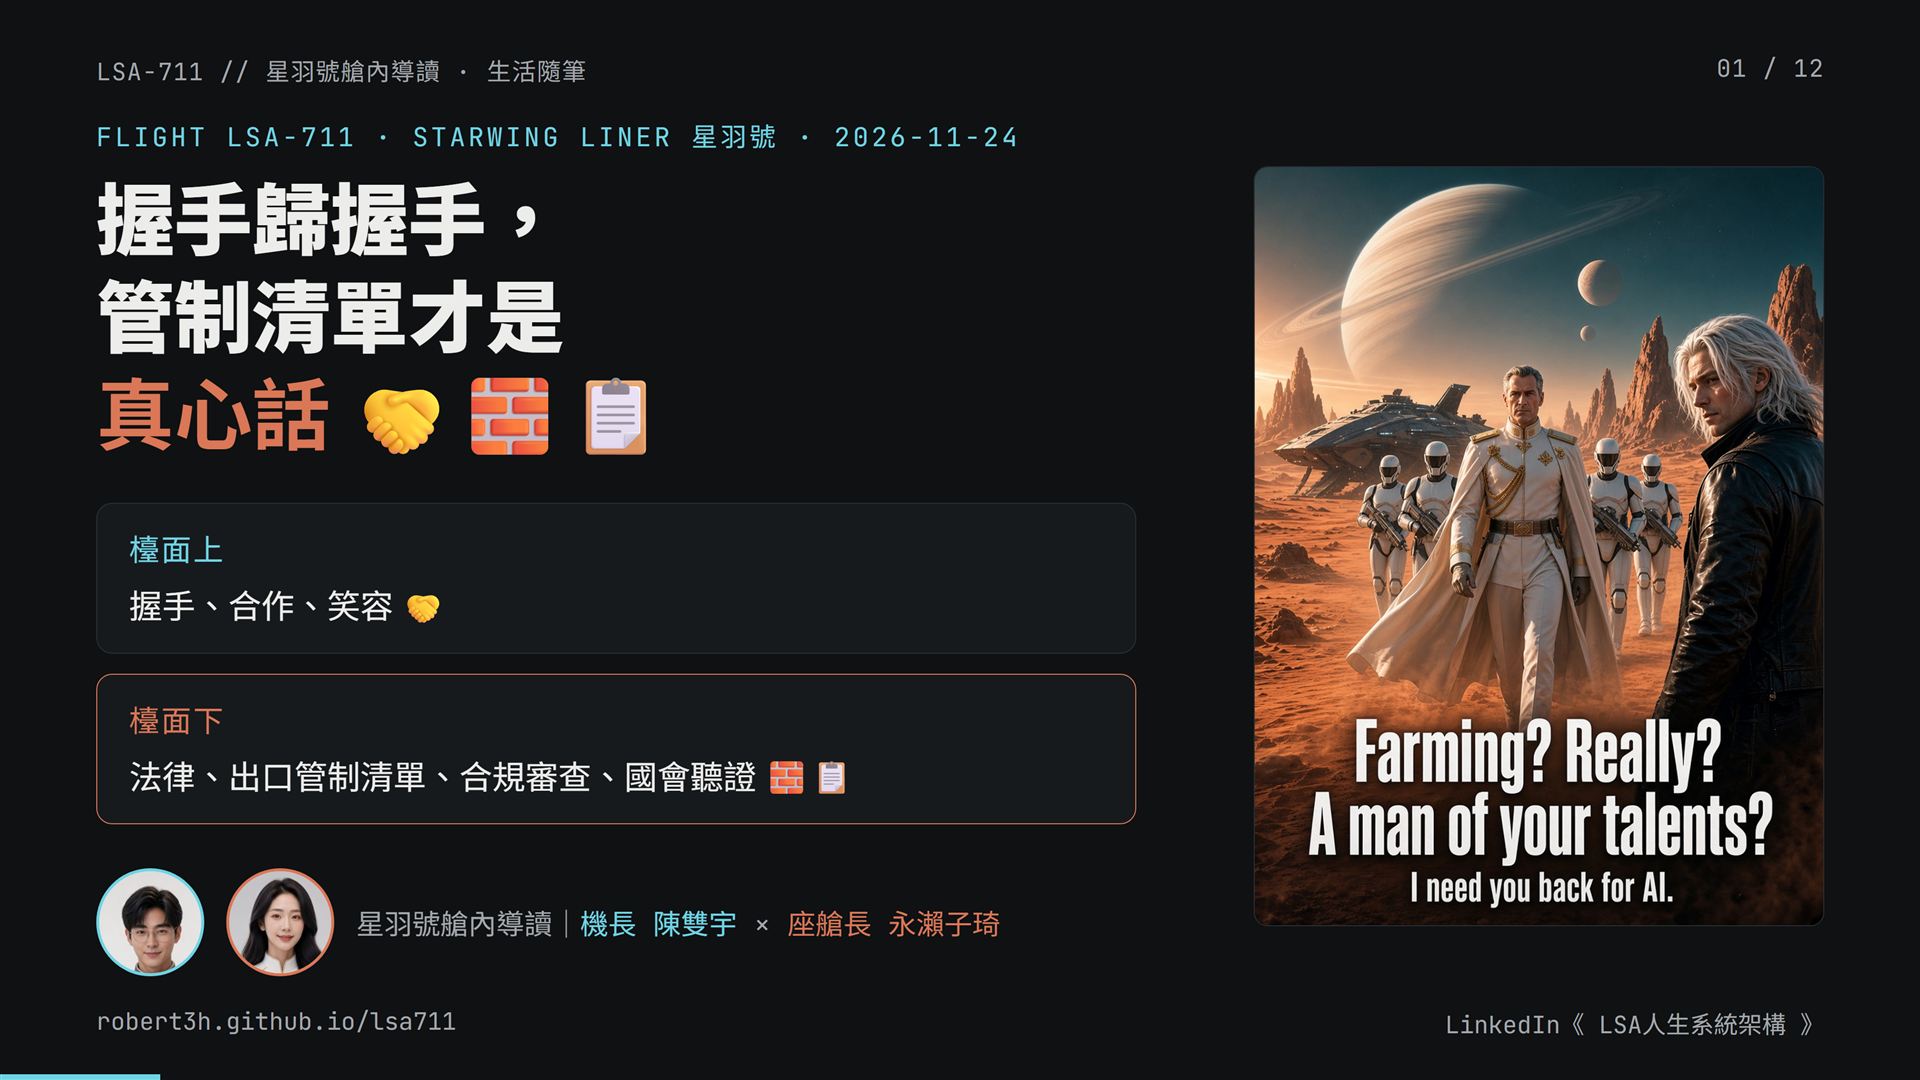 LSA-711 // 星羽號艙內導讀 · 生活隨筆
01 / 12
FLIGHT LSA-711 · STARWING LINER 星羽號 · 2026-11-24
握手歸握手，
管制清單才是
真心話 🤝 🧱 📋
檯面上
握手、合作、笑容 🤝
檯面下
法律、出口管制清單、合規審查、國會聽證 🧱 📋
星羽號艙內導讀｜機長 陳雙宇 × 座艙長 永瀨子琦
Farming? Really?
A man of your talents?
I need you back for AI.
robert3h.github.io/lsa711
LinkedIn《 LSA人生系統架構 》